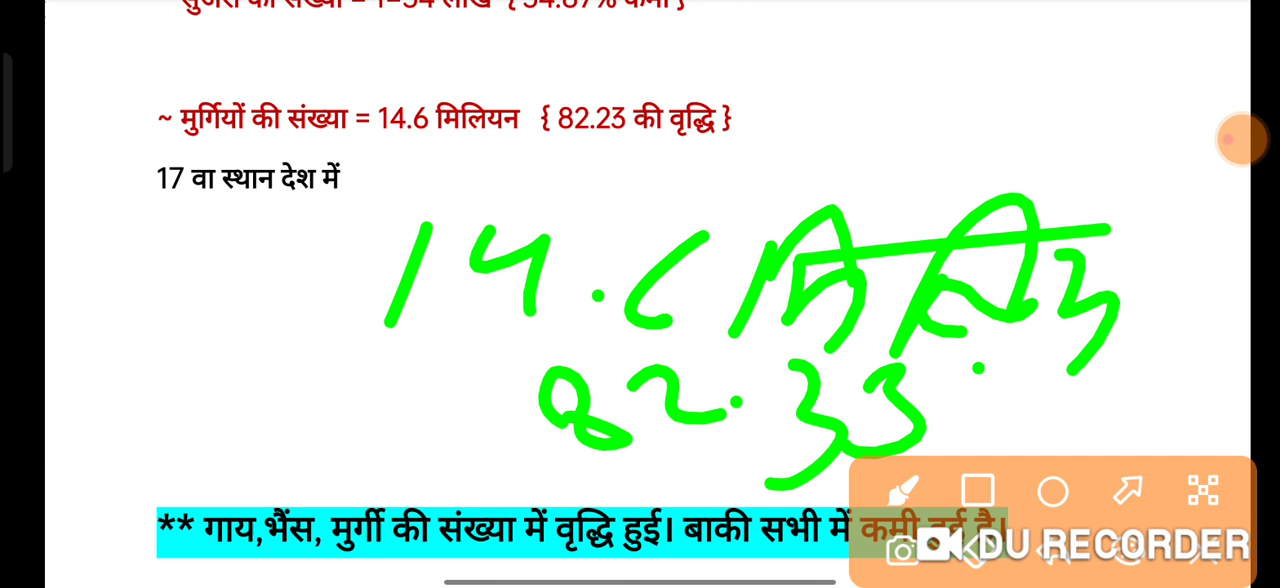 ~ मुर्गियों की संख्या = 14.6 मिलियन { 82.23 की वृद्धि }
17 वा स्थान देश में
14.6 मिलियन
82.33
** गाय,भैंस, मुर्गी की संख्या में वृद्धि हुई। बाकी सभी में कमी हुई है।
DU RECORDER